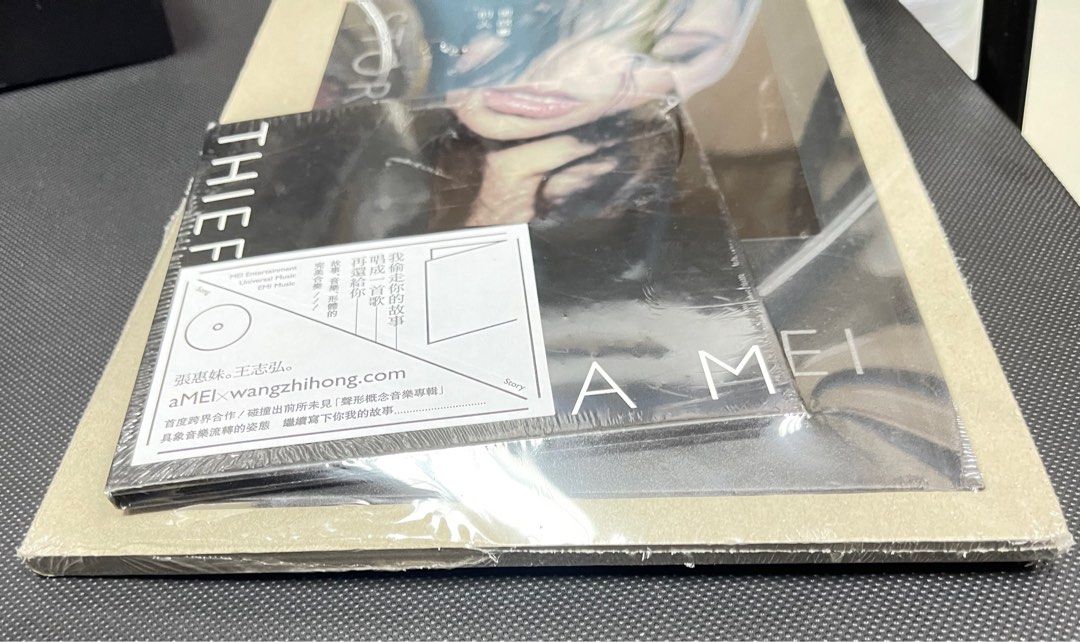 THIEF
A MEI
MEI Entertainment
Universal Music
EMI Music
故事、音樂、形體的
完美合樂////
我偷走你的故事
唱成一首歌
再還給你
Story
張惠妹。王志弘。
aMEI×wangzhihong.com
首度跨界合作/碰撞出前所未見「聲形概念音樂專輯」
具象音樂流轉的姿態 繼續寫下你我的故事